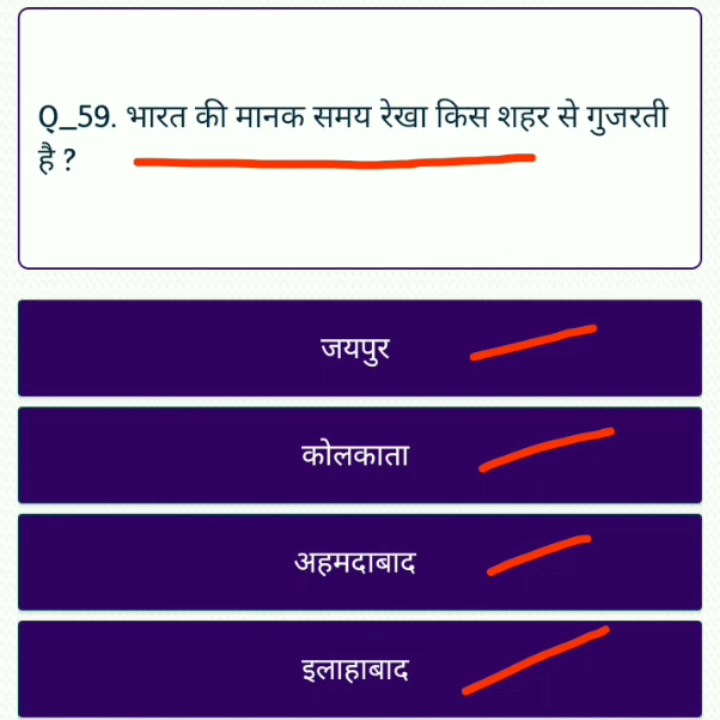 Q_59. भारत की मानक समय रेखा किस शहर से गुजरती
है ?
जयपुर
कोलकाता
अहमदाबाद
इलाहाबाद